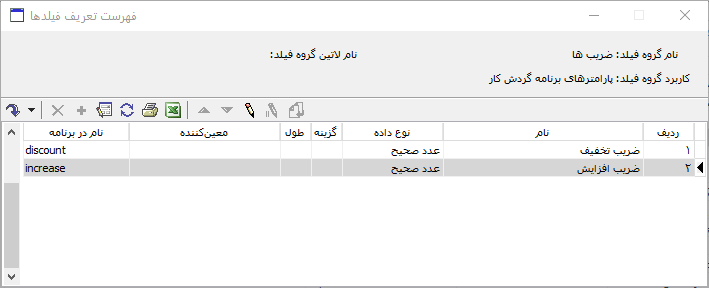 فهرست تعریف فیلدها
نام گروه فیلد: ضریب ها نام لاتین گروه فیلد:
کاربرد گروه فیلد: پارامترهای برنامه گردش کار
ردیف نام نوع داده گزینه طول معین‌کننده نام در برنامه
۱ ضریب تخفیف عدد صحیح discount
۲ ضریب افزایش عدد صحیح increase